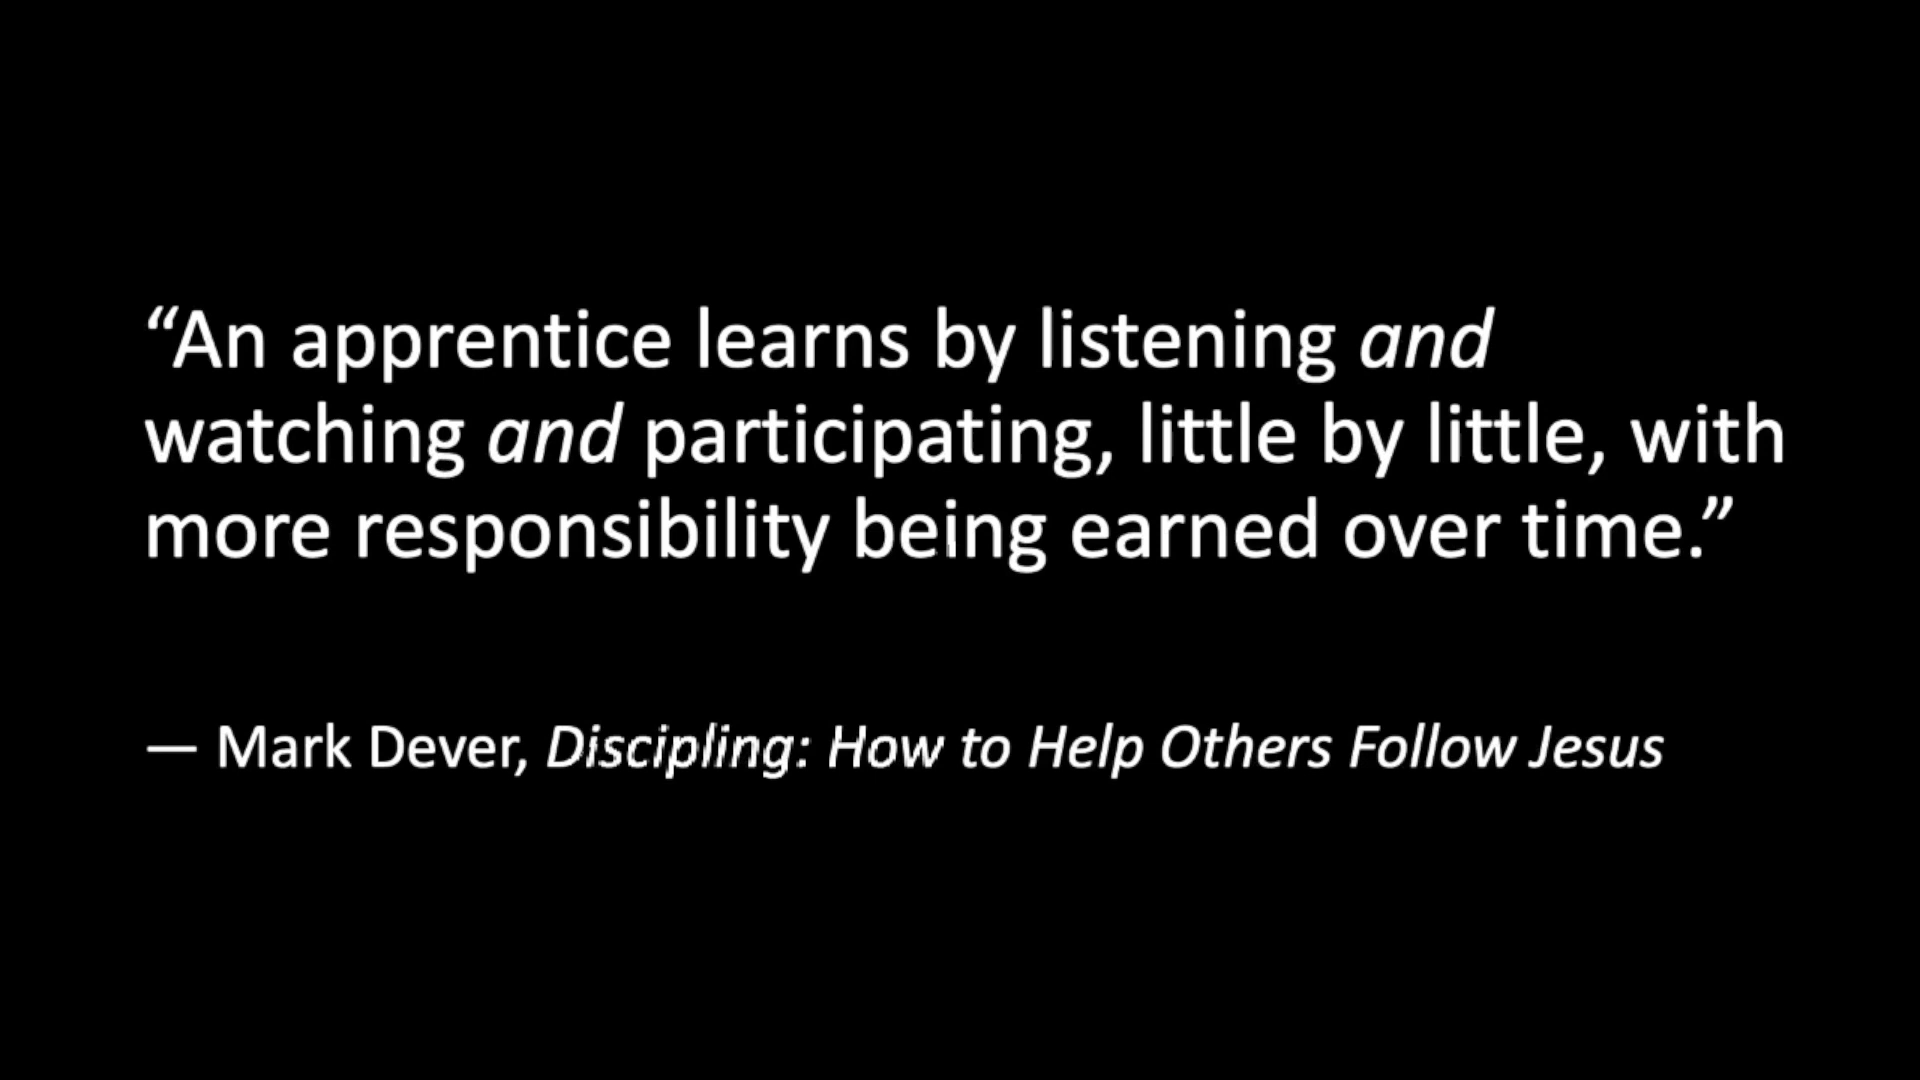 “An apprentice learns by listening and
watching and participating, little by little, with
more responsibility being earned over time.”
— Mark Dever, Discipling: How to Help Others Follow Jesus